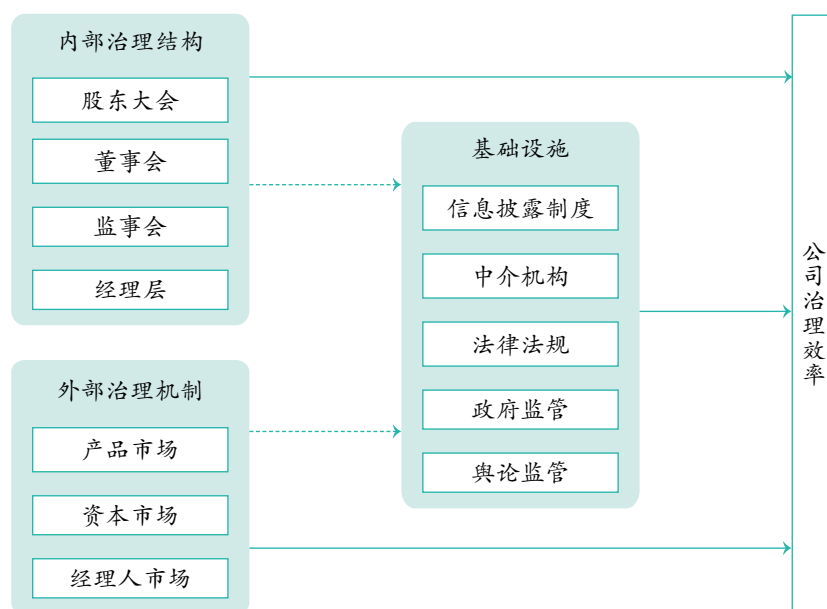 内部治理结构
股东大会
董事会
监事会
经理层
外部治理机制
产品市场
资本市场
经理人市场
基础设施
信息披露制度
中介机构
法律法规
政府监管
舆论监管
公司治理效率